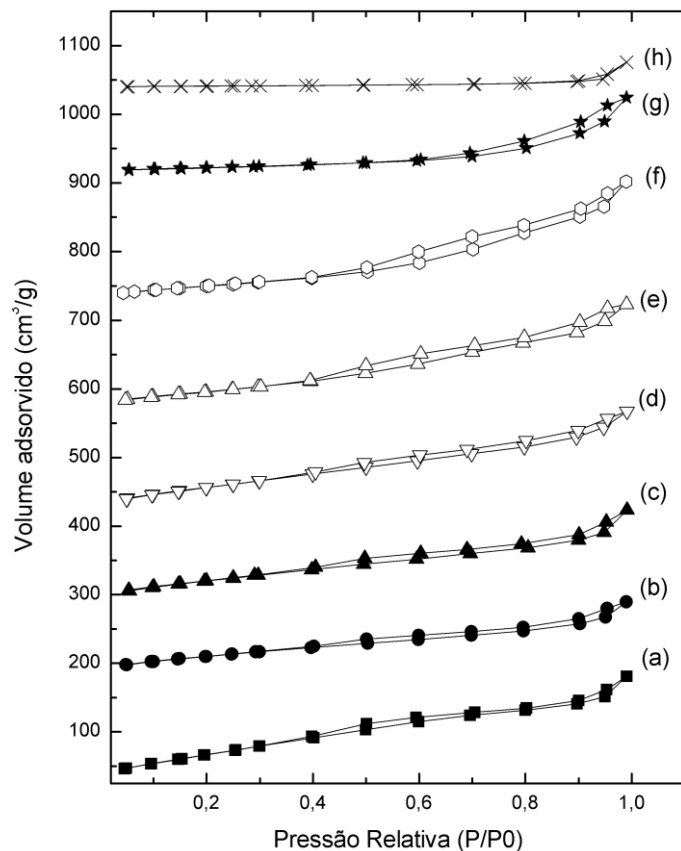 1100
1000
900
800
700
600
500
400
300
200
100
0,2 0,4 0,6 0,8 1,0
Volume adsorvido (cm³/g)
Pressão Relativa (P/P0)
(h)
(g)
(f)
(e)
(d)
(c)
(b)
(a)